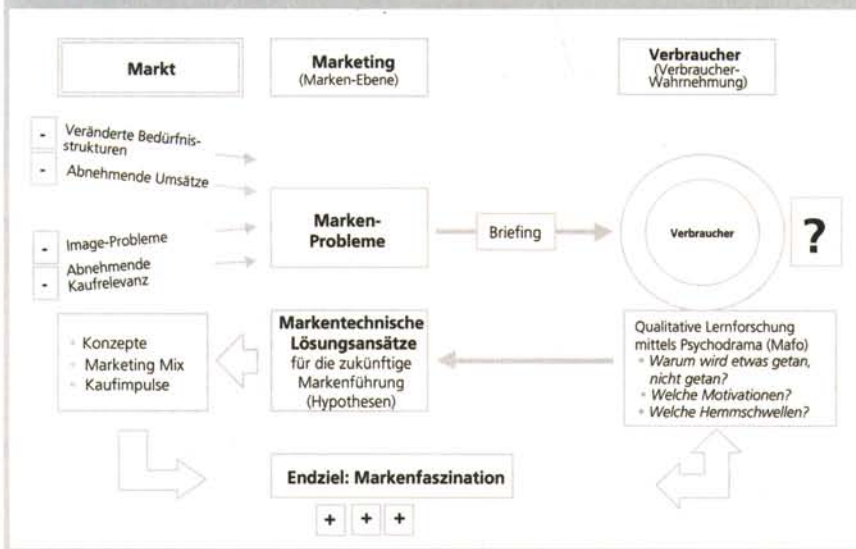 Markt
Marketing
(Marken-Ebene)
Verbraucher
(Verbraucher-
Wahrnehmung)
- Veränderte Bedürfnis-
strukturen
- Abnehmende Umsätze
- Image-Probleme
- Abnehmende
Kaufrelevanz
Marken-
Probleme
Briefing
Verbraucher
?
Konzepte
Marketing Mix
Kaufimpulse
Markentechnische
Lösungsansätze
für die zukünftige
Markenführung
(Hypothesen)
Qualitative Lernforschung
mittels Psychodrama (Mafo)
• Warum wird etwas getan,
nicht getan?
• Welche Motivationen?
• Welche Hemmschwellen?
Endziel: Markenfaszination
+ + +